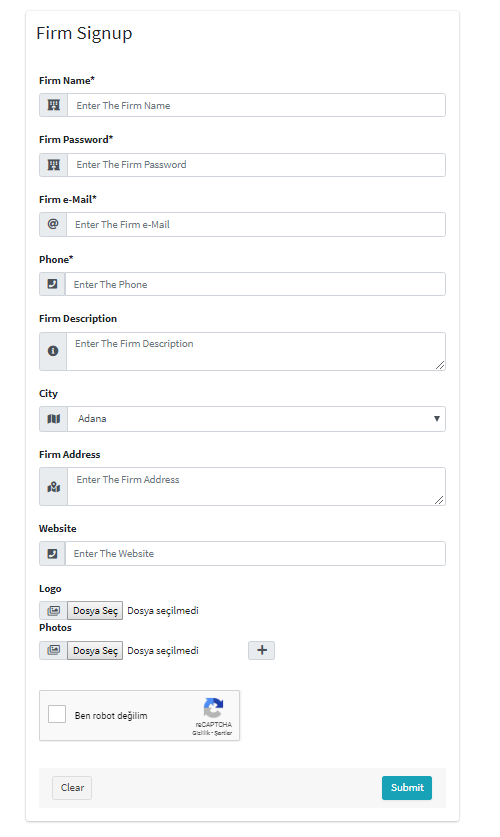 Firm Signup
Firm Name*
Enter The Firm Name
Firm Password*
Enter The Firm Password
Firm e-Mail*
@ Enter The Firm e-Mail
Phone*
Enter The Phone
Firm Description
Enter The Firm Description
City
Adana
Firm Address
Enter The Firm Address
Website
Enter The Website
Logo
Dosya Seç Dosya seçilmedi
Photos
Dosya Seç Dosya seçilmedi +
Ben robot değilim
reCAPTCHA
Gizlilik - Şartlar
Clear Submit